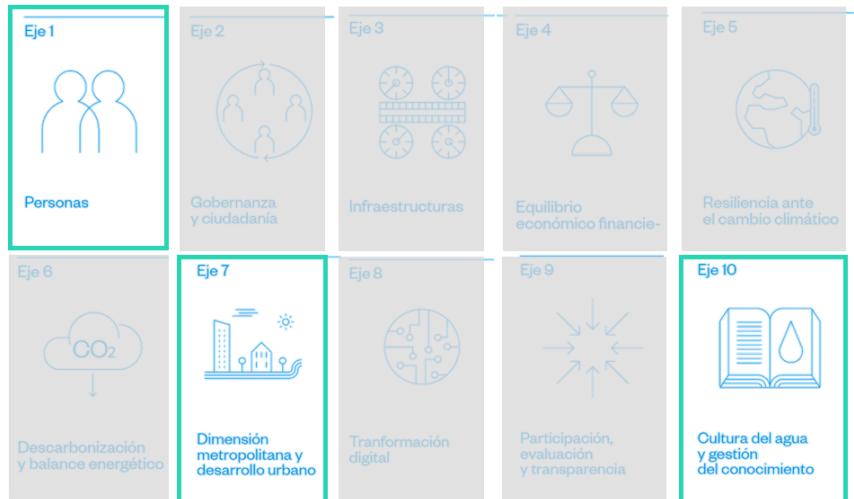 Eje 1
Personas
Eje 2
Gobernanza
y ciudadanía
Eje 3
Infraestructuras
Eje 4
Equilibrio
económico financie-
Eje 5
Resiliencia ante
el cambio climático
Eje 6
CO₂
Descarbonización
y balance energético
Eje 7
Dimensión
metropolitana y
desarrollo urbano
Eje 8
Tranformación
digital
Eje 9
Participación,
evaluación
y transparencia
Eje 10
Cultura del agua
y gestión
del conocimiento